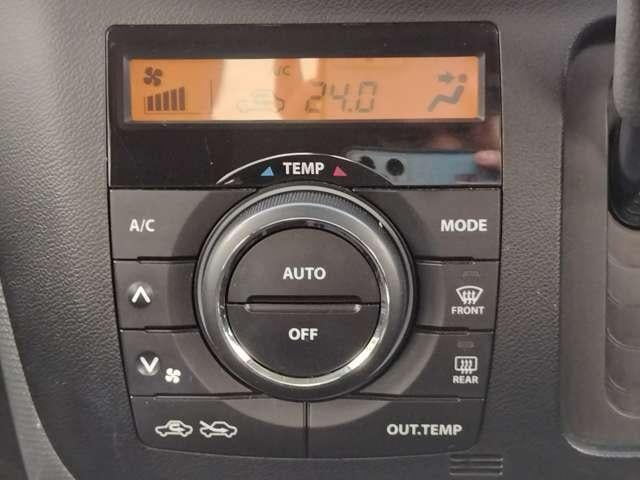 A/C
24.0
TEMP
A/C
MODE
AUTO
OFF
FRONT
REAR
OUT.TEMP